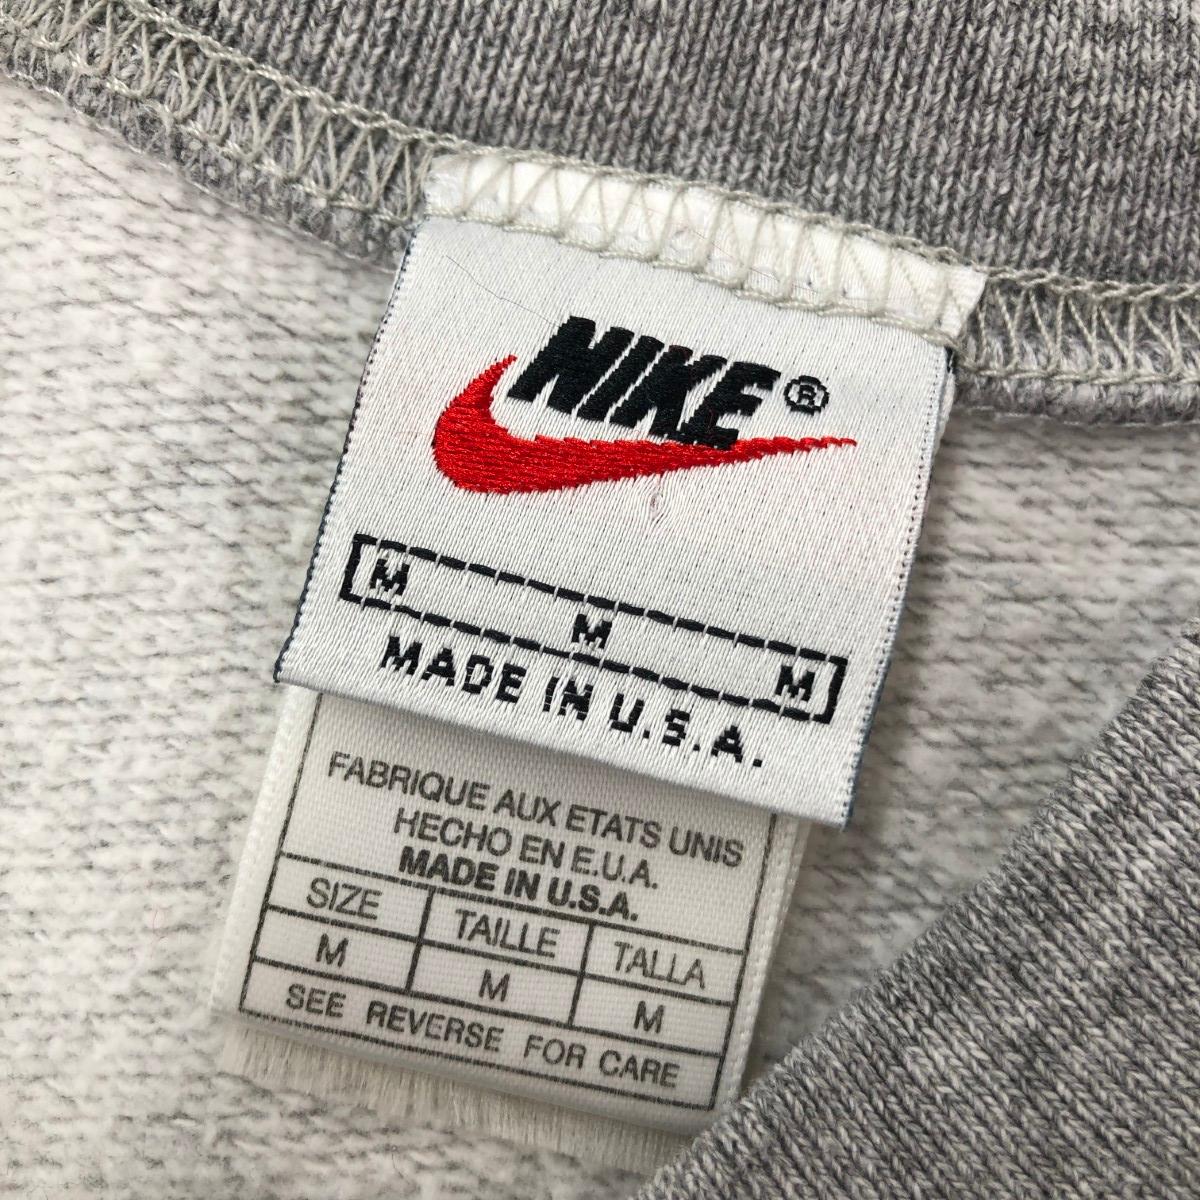 NIKE®
M M M
MADE IN U.S.A.
FABRIQUE AUX ETATS UNIS
HECHO EN E.U.A.
MADE IN U.S.A.
SIZE TAILLE TALLA
M M M
SEE REVERSE FOR CARE